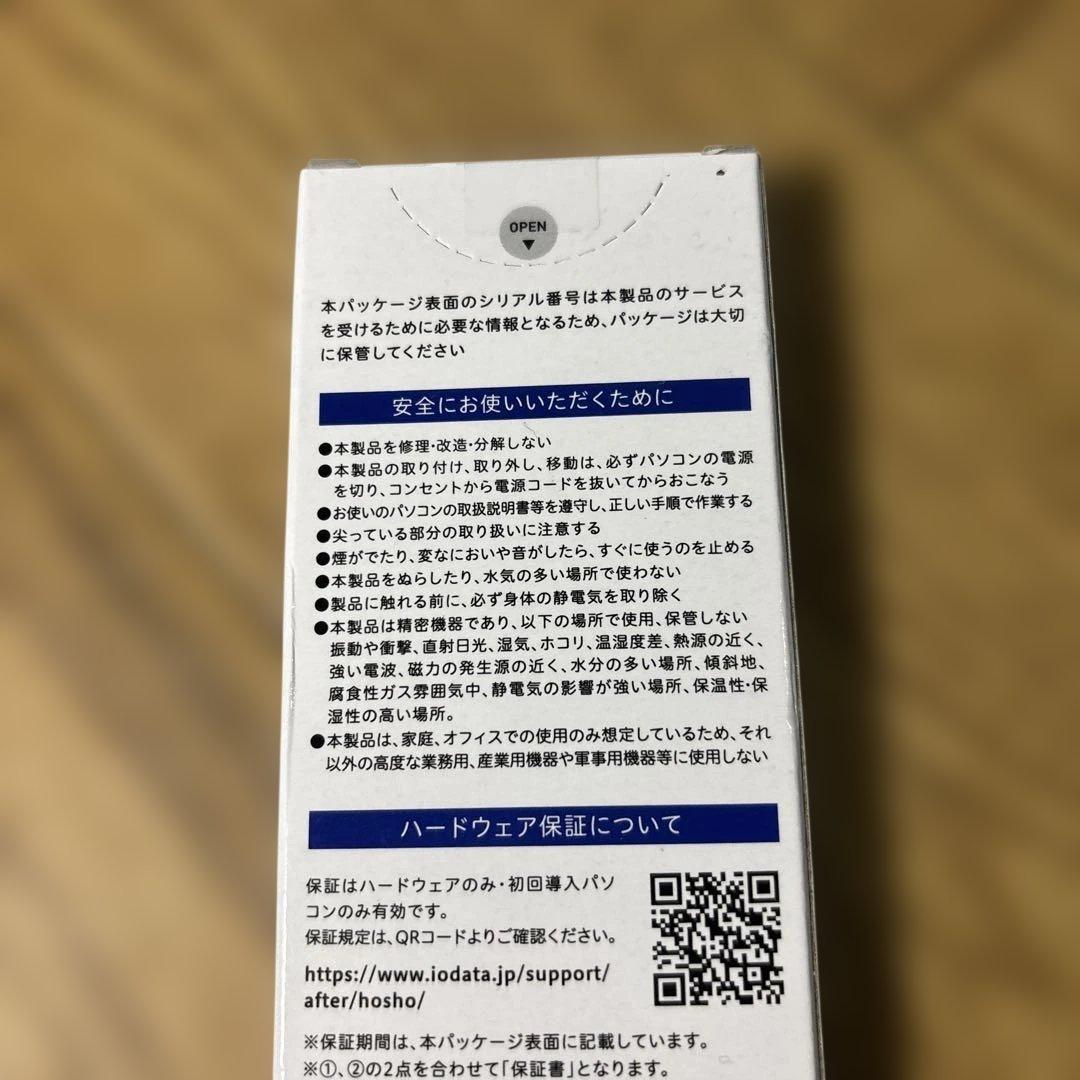 OPEN
本パッケージ表面のシリアル番号は本製品のサービス
を受けるために必要な情報となるため、パッケージは大切
に保管してください
安全にお使いいただくために
●本製品を修理・改造・分解しない
●本製品の取り付け、取り外し、移動は、必ずパソコンの電源
を切り、コンセントから電源コードを抜いてからおこなう
●お使いのパソコンの取扱説明書等を遵守し、正しい手順で作業する
●尖っている部分の取り扱いに注意する
●煙がでたり、変なにおいや音がしたら、すぐに使うのを止める
●本製品をぬらしたり、水気の多い場所で使わない
●製品に触れる前に、必ず身体の静電気を取り除く
●本製品は精密機器であり、以下の場所で使用、保管しない
振動や衝撃、直射日光、湿気、ホコリ、温湿度差、熱源の近く、
強い電波、磁力の発生源の近く、水分の多い場所、傾斜地、
腐食性ガス雰囲気中、静電気の影響が強い場所、保温性・保
湿性の高い場所。
●本製品は、家庭、オフィスでの使用のみ想定しているため、それ
以外の高度な業務用、産業用機器や軍事用機器等に使用しない
ハードウェア保証について
保証はハードウェアのみ・初回導入パソ
コンのみ有効です。
保証規定は、QRコードよりご確認ください。
https://www.iodata.jp/support/
after/hosho/
※保証期間は、本パッケージ表面に記載しています。
※①、②の2点を合わせて「保証書」となります。